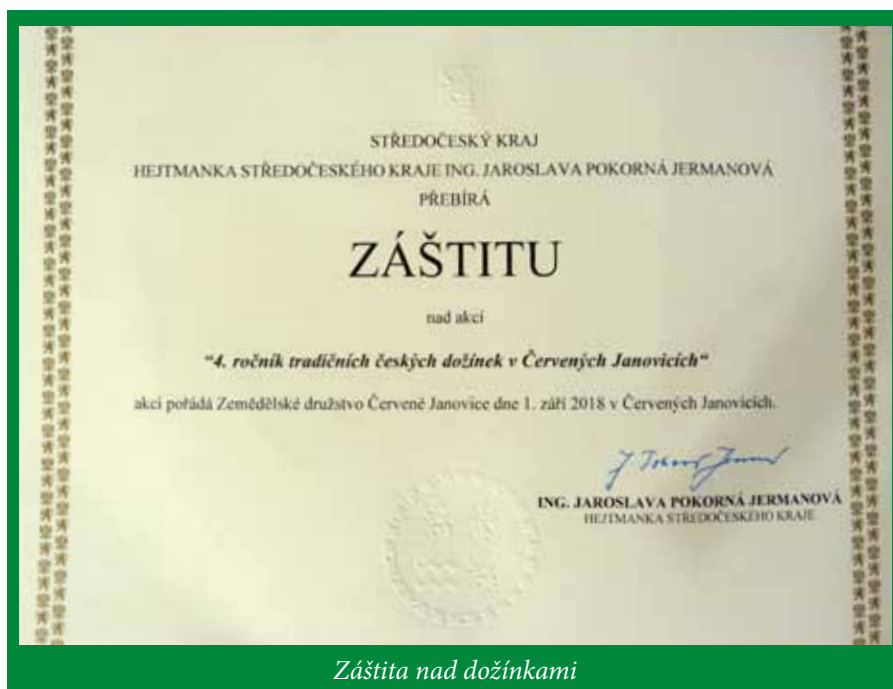 STŘEDOČESKÝ KRAJ
HEJTMANKA STŘEDOČESKÉHO KRAJE ING. JAROSLAVA POKORNÁ JERMANOVÁ
PŘEBÍRÁ
ZÁŠTITU
nad akcí
"4. ročník tradičních českých dožínek v Červených Janovicích"
akci pořádá Zemědělské družstvo Červené Janovice dne 1. září 2018 v Červených Janovicích.
ING. JAROSLAVA POKORNÁ JERMANOVÁ
HEJTMANKA STŘEDOČESKÉHO KRAJE
Záštita nad dožínkami